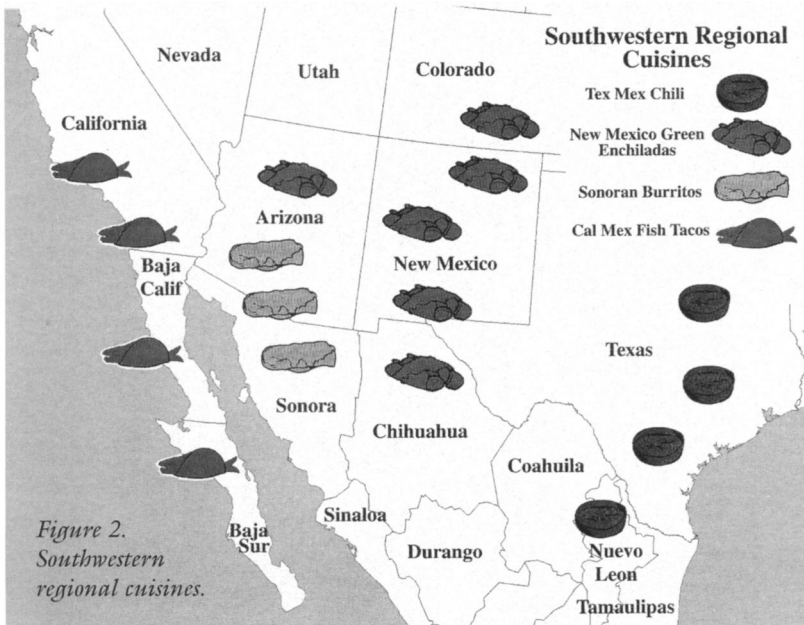 Southwestern Regional
Cuisines
Tex Mex Chili
New Mexico Green
Enchiladas
Sonoran Burritos
Cal Mex Fish Tacos
Nevada
Utah
Colorado
California
Arizona
New Mexico
Baja
Calif
Texas
Sonora
Chihuahua
Coahuila
Sinaloa
Durango
Baja
Sur
Nuevo
Leon
Tamaulipas
Figure 2.
Southwestern
regional cuisines.